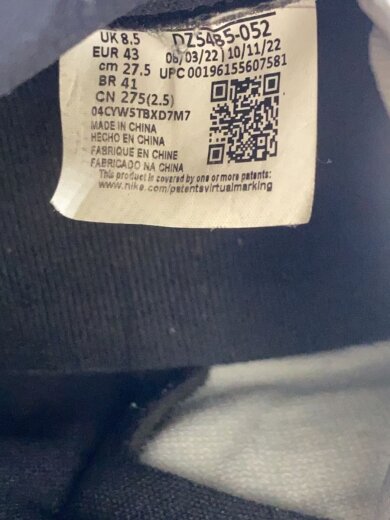 UK 8.5 DZ5485-052
EUR 43 08/03/22 | 10/11/22
cm 27.5 UPC 00196155607581
BR 41
CN 275(2.5)
04CYW5TBXD7M7
MADE IN CHINA
HECHO EN CHINA
FABRIQUE EN CHINE
FABRICADO NA CHINA
This product is covered by one or more patents:
www.nike.com/patentsvirtualmarking